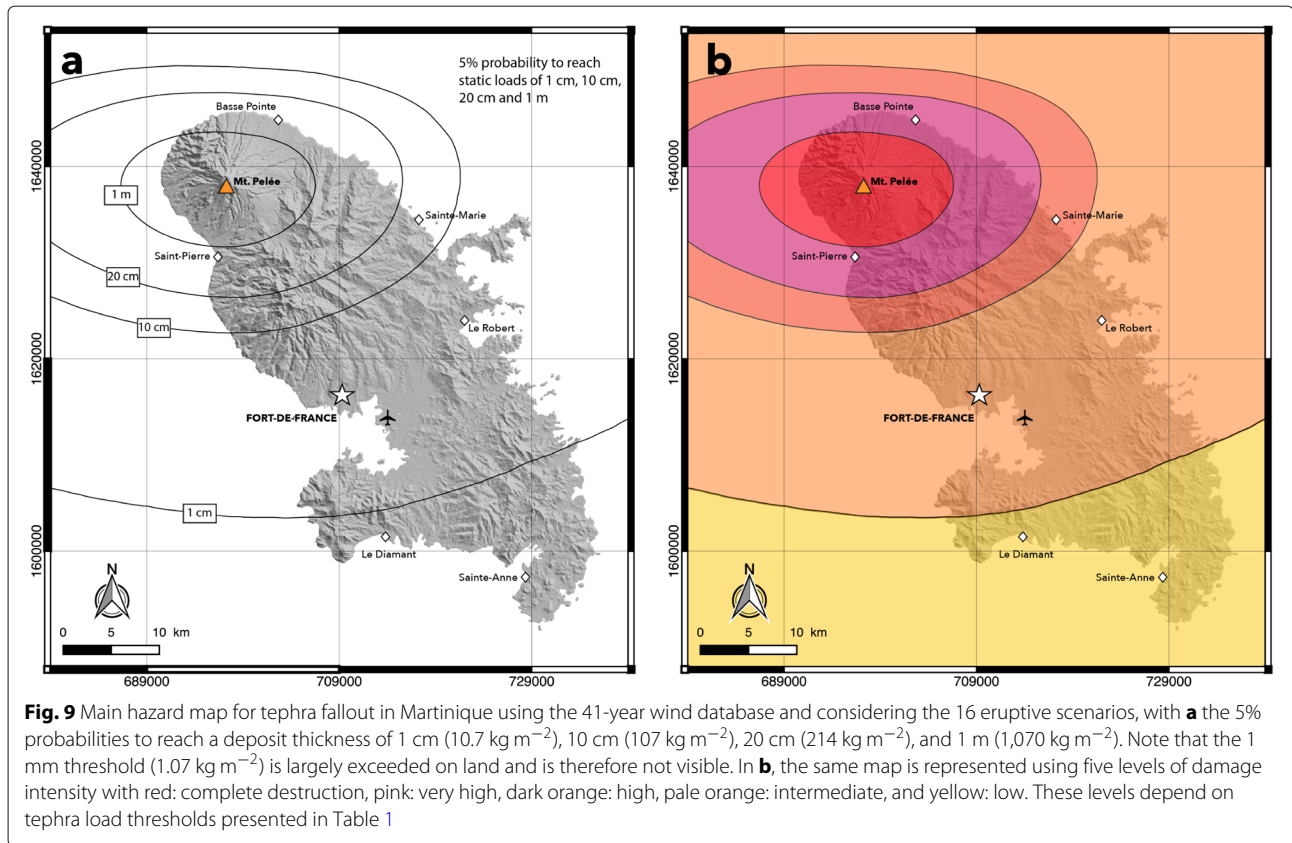 a
5% probability to reach
static loads of 1 cm, 10 cm,
20 cm and 1 m
Basse Pointe
Mt. Pelée
1 m
Sainte-Marie
Saint-Pierre
20 cm
10 cm
Le Robert
FORT-DE-FRANCE
1 cm
Le Diamant
Sainte-Anne
N
0 5 10 km
1640000
1620000
1600000
689000 709000 729000
b
Basse Pointe
Mt. Pelée
Sainte-Marie
Saint-Pierre
Le Robert
FORT-DE-FRANCE
Le Diamant
Sainte-Anne
N
0 5 10 km
1640000
1620000
1600000
689000 709000 729000
Fig. 9 Main hazard map for tephra fallout in Martinique using the 41-year wind database and considering the 16 eruptive scenarios, with a the 5%
probabilities to reach a deposit thickness of 1 cm (10.7 kg m−2), 10 cm (107 kg m−2), 20 cm (214 kg m−2), and 1 m (1,070 kg m−2). Note that the 1
mm threshold (1.07 kg m−2) is largely exceeded on land and is therefore not visible. In b, the same map is represented using five levels of damage
intensity with red: complete destruction, pink: very high, dark orange: high, pale orange: intermediate, and yellow: low. These levels depend on
tephra load thresholds presented in Table 1